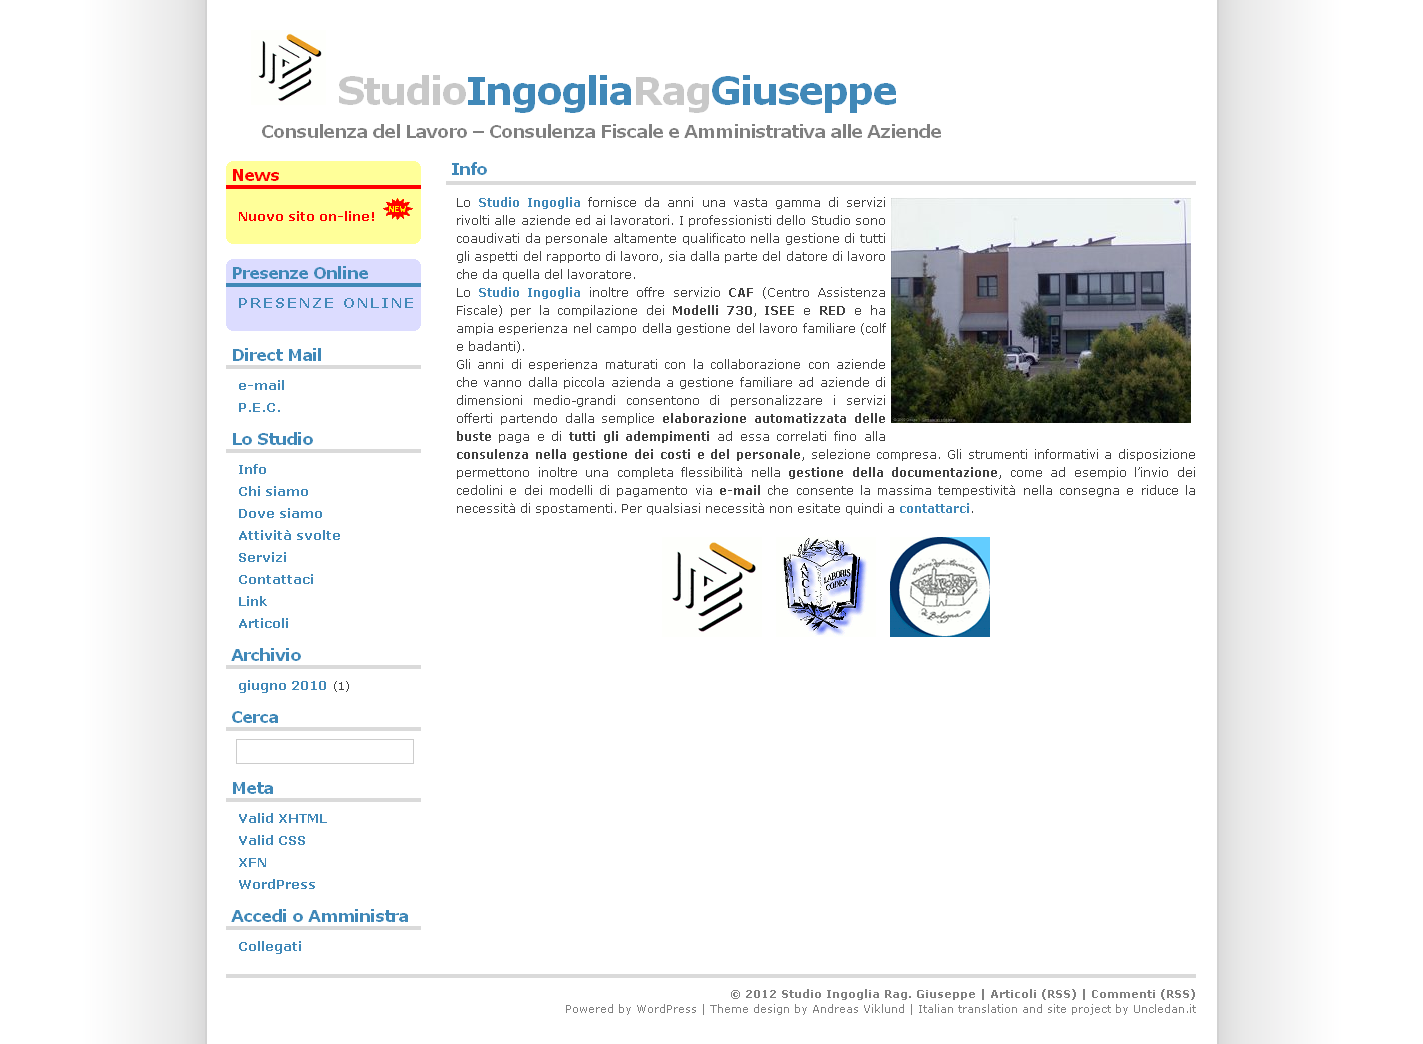 StudioIngogliaRagGiuseppe
Consulenza del Lavoro – Consulenza Fiscale e Amministrativa alle Aziende
News
Nuovo sito on-line!
NEW
Presenze Online
PRESENZE ONLINE
Direct Mail
e-mail
P.E.C.
Lo Studio
Info
Chi siamo
Dove siamo
Attività svolte
Servizi
Contattaci
Link
Articoli
Archivio
giugno 2010 (1)
Cerca
Meta
Valid XHTML
Valid CSS
XFN
WordPress
Accedi o Amministra
Collegati
Info
Lo Studio Ingoglia fornisce da anni una vasta gamma di servizi
rivolti alle aziende ed ai lavoratori. I professionisti dello Studio sono
coaudivati da personale altamente qualificato nella gestione di tutti
gli aspetti del rapporto di lavoro, sia dalla parte del datore di lavoro
che da quella del lavoratore.
Lo Studio Ingoglia inoltre offre servizio CAF (Centro Assistenza
Fiscale) per la compilazione dei Modelli 730, ISEE e RED e ha
ampia esperienza nel campo della gestione del lavoro familiare (colf
e badanti).
Gli anni di esperienza maturati con la collaborazione con aziende
che vanno dalla piccola azienda a gestione familiare ad aziende di
dimensioni medio-grandi consentono di personalizzare i servizi
offerti partendo dalla semplice elaborazione automatizzata delle
buste paga e di tutti gli adempimenti ad essa correlati fino alla
consulenza nella gestione dei costi e del personale, selezione compresa. Gli strumenti informativi a disposizione
permettono inoltre una completa flessibilità nella gestione della documentazione, come ad esempio l’invio dei
cedolini e dei modelli di pagamento via e-mail che consente la massima tempestività nella consegna e riduce la
necessità di spostamenti. Per qualsiasi necessità non esitate quindi a contattarci.
ANCL
LABORIS
CODEX
© 2012 Studio Ingoglia Rag. Giuseppe | Articoli (RSS) | Commenti (RSS)
Powered by WordPress | Theme design by Andreas Viklund | Italian translation and site project by Uncledan.it